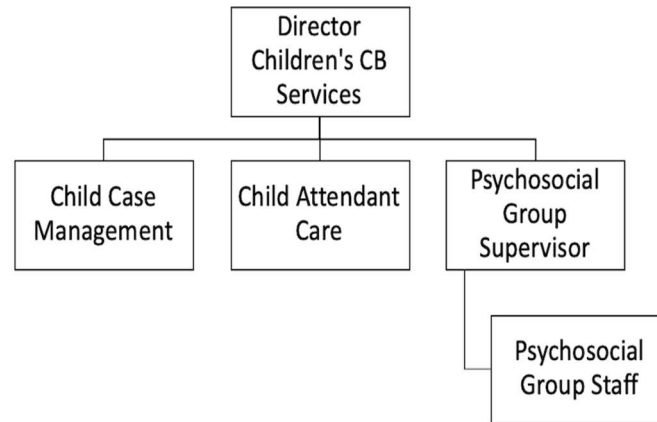 Director
Children's CB
Services
Child Case
Management
Child Attendant
Care
Psychosocial
Group
Supervisor
Psychosocial
Group Staff